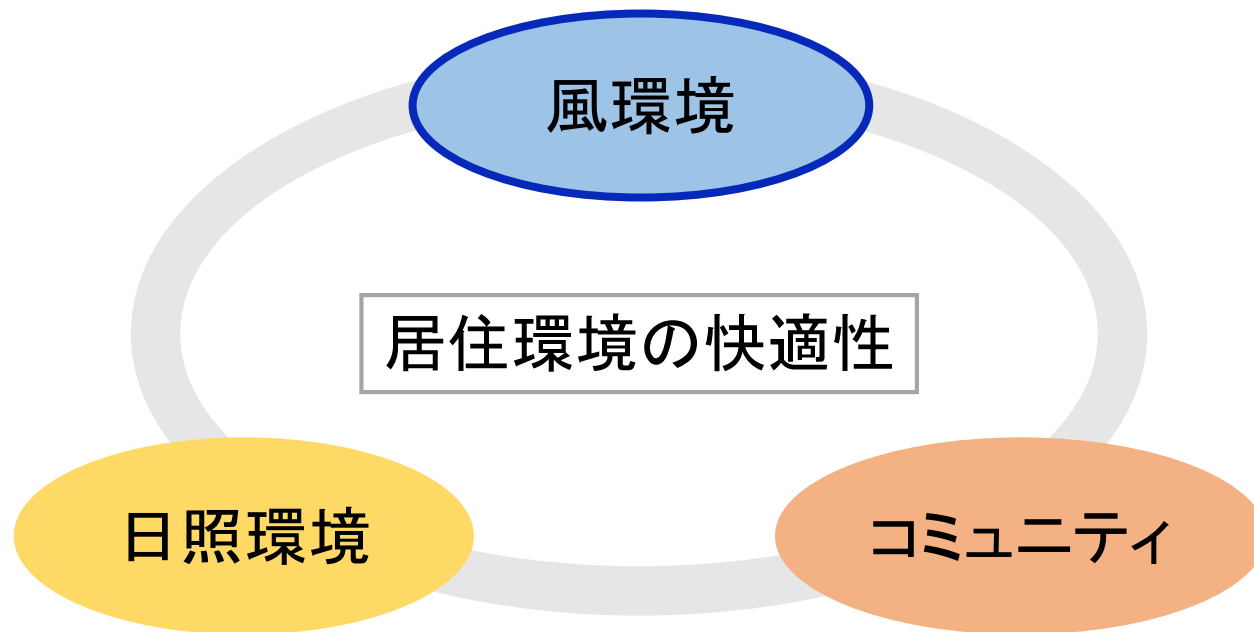 風環境
居住環境の快適性
日照環境
コミュニティ